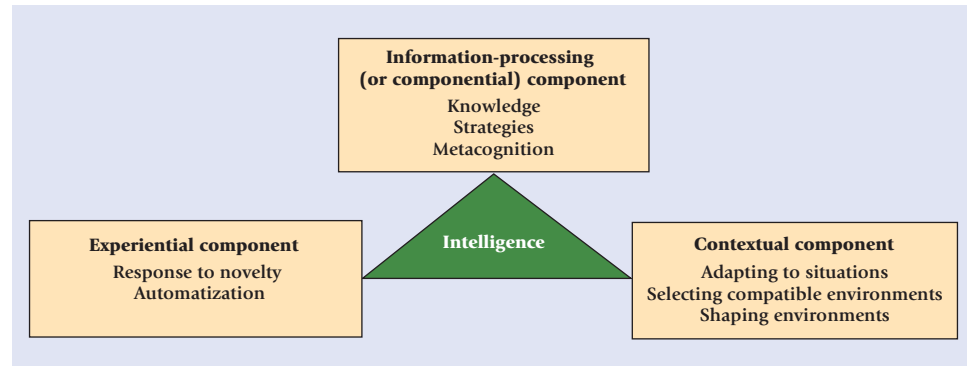 Information-processing
(or componential) component
Knowledge
Strategies
Metacognition
Intelligence
Experiential component
Response to novelty
Automatization
Contextual component
Adapting to situations
Selecting compatible environments
Shaping environments